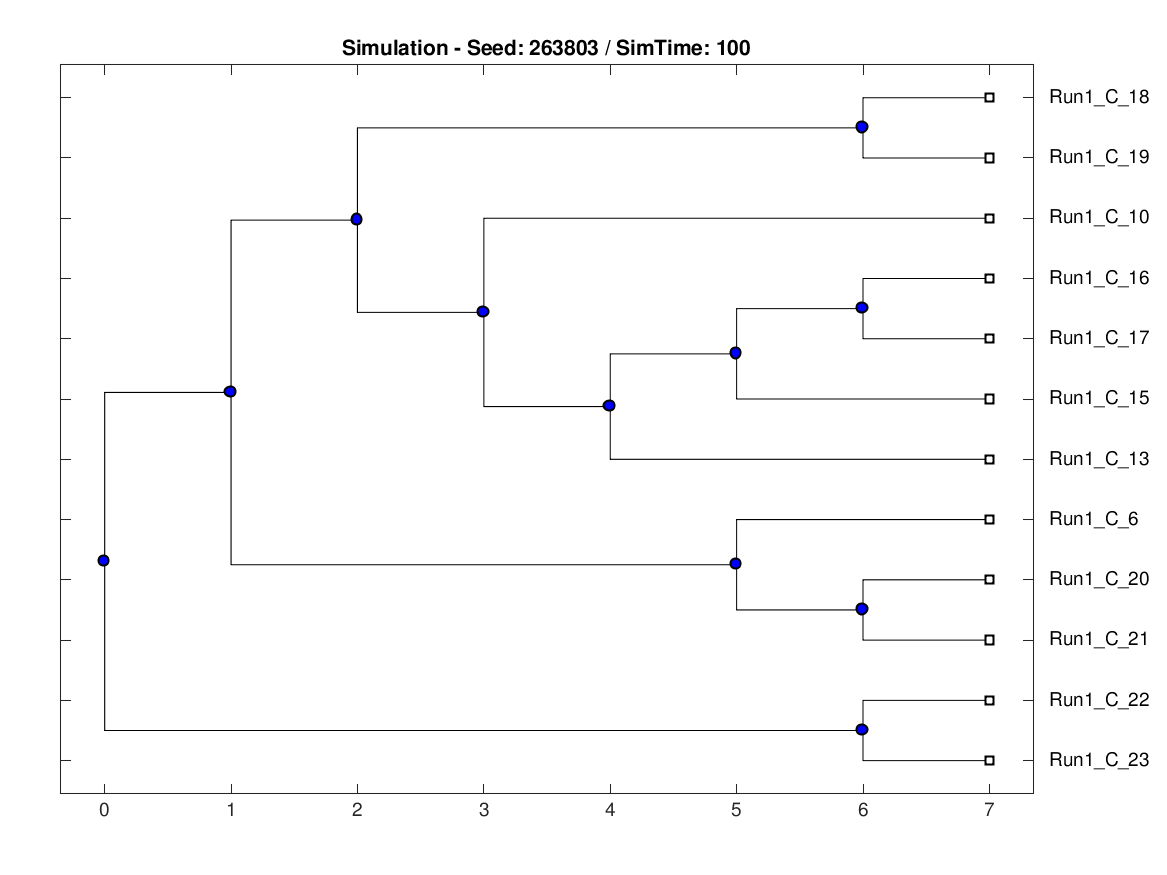 Simulation - Seed: 263803 / SimTime: 100
Run1_C_18
Run1_C_19
Run1_C_10
Run1_C_16
Run1_C_17
Run1_C_15
Run1_C_13
Run1_C_6
Run1_C_20
Run1_C_21
Run1_C_22
Run1_C_23
0 1 2 3 4 5 6 7